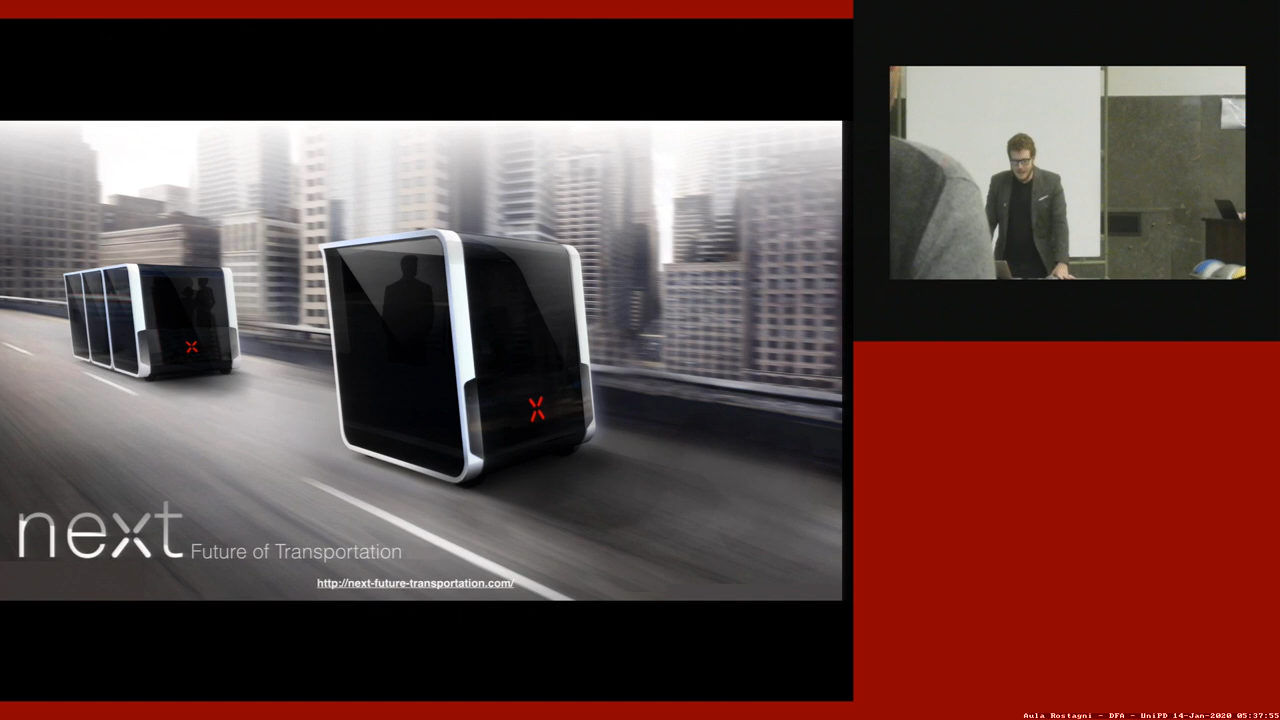 next Future of Transportation
http://next-future-transportation.com/
Aula Rostagni - DFA - UniPD 14-Jan-2020 05:37:55